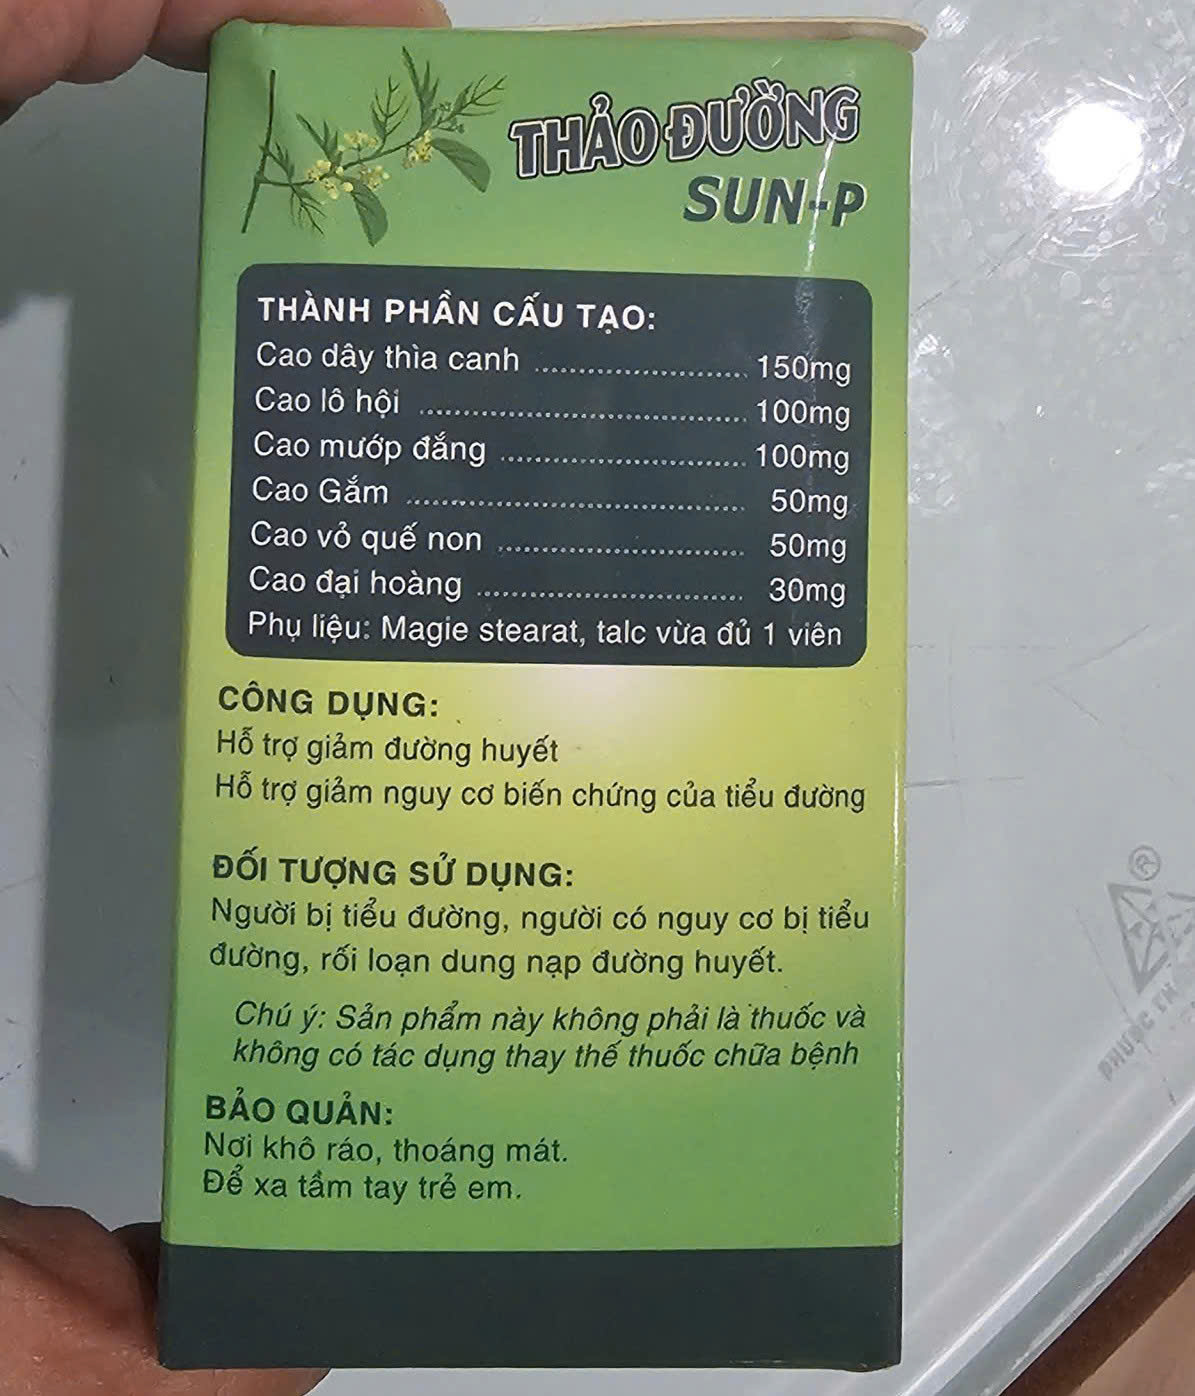 THẢO ĐƯỜNG
SUN-P
THÀNH PHẦN CẤU TẠO:
Cao dây thìa canh ........................ 150mg
Cao lô hội .................................... 100mg
Cao mướp đắng ........................... 100mg
Cao Gắm ..................................... 50mg
Cao vỏ quế non ........................... 50mg
Cao đại hoàng ............................. 30mg
Phụ liệu: Magie stearat, talc vừa đủ 1 viên
CÔNG DỤNG:
Hỗ trợ giảm đường huyết
Hỗ trợ giảm nguy cơ biến chứng của tiểu đường
ĐỐI TƯỢNG SỬ DỤNG:
Người bị tiểu đường, người có nguy cơ bị tiểu
đường, rối loạn dung nạp đường huyết.
Chú ý: Sản phẩm này không phải là thuốc và
không có tác dụng thay thế thuốc chữa bệnh
BẢO QUẢN:
Nơi khô ráo, thoáng mát.
Để xa tầm tay trẻ em.
®
PHƯỚC